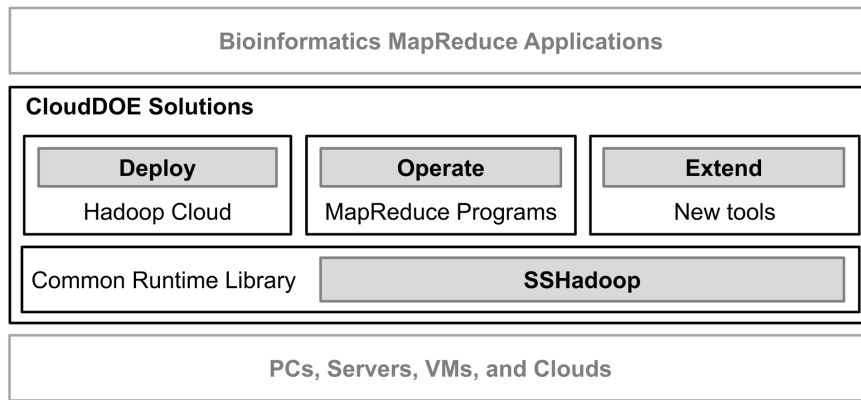 Bioinformatics MapReduce Applications
CloudDOE Solutions
Deploy
Hadoop Cloud
Operate
MapReduce Programs
Extend
New tools
Common Runtime Library
SSHadoop
PCs, Servers, VMs, and Clouds